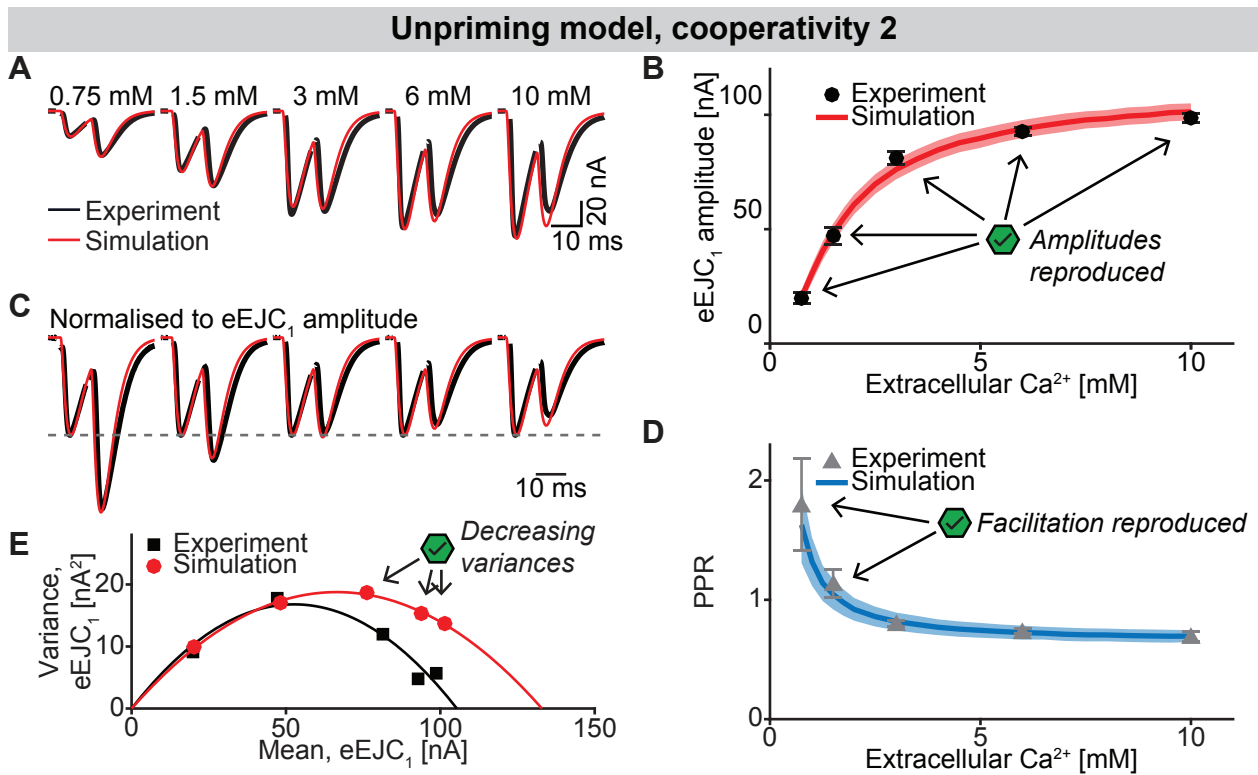 Unpriming model, cooperativity 2
A
0.75 mM 1.5 mM 3 mM 6 mM 10 mM
Experiment
Simulation
20 nA
10 ms
B
Experiment
Simulation
eEJC₁ amplitude [nA]
100
50
0
Amplitudes
reproduced
0 5 10
Extracellular Ca²⁺ [mM]
C
Normalised to eEJC₁ amplitude
10 ms
D
Experiment
Simulation
Facilitation reproduced
PPR
2
1
0
0 5 10
Extracellular Ca²⁺ [mM]
E
Experiment
Simulation
Decreasing
variances
Variance,
eEJC₁ [nA²]
20
10
0
0 50 100 150
Mean, eEJC₁ [nA]